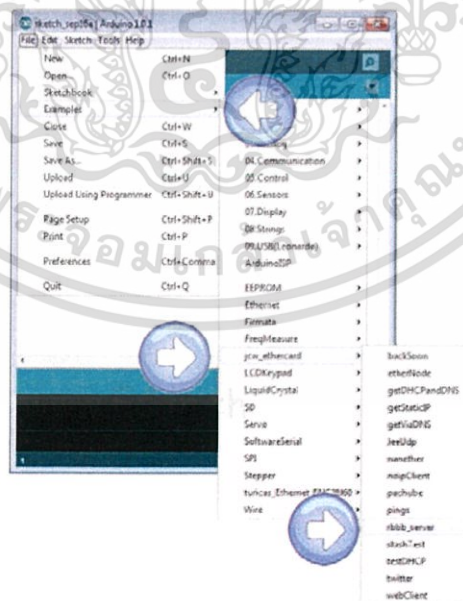 sketch_sep05a | Arduino 1.0.1
File Edit Sketch Tools Help
New Ctrl+N
Open Ctrl+O
Sketchbook
Examples
Close Ctrl+W
Save Ctrl+S
Save As... Ctrl+Shift+S
Upload Ctrl+U
Upload Using Programmer Ctrl+Shift+U
Page Setup Ctrl+Shift+P
Print Ctrl+P
Preferences Ctrl+Comma
Quit Ctrl+Q
04.Communication
05.Control
06.Sensors
07.Display
08.Strings
09.USB(Leonardo)
ArduinoISP
EEPROM
Ethernet
Firmata
FreqMeasure
jcw_ethercard
LCDKeypad
LiquidCrystal
SD
Servo
SoftwareSerial
SPI
Stepper
Wire
backSoon
etherNode
getDHCPandDNS
getStaticIP
getViaDNS
JeeUdp
nanether
noipClient
pachube
pings
rbbb_server
stashTest
testDHCP
twitter
webClient